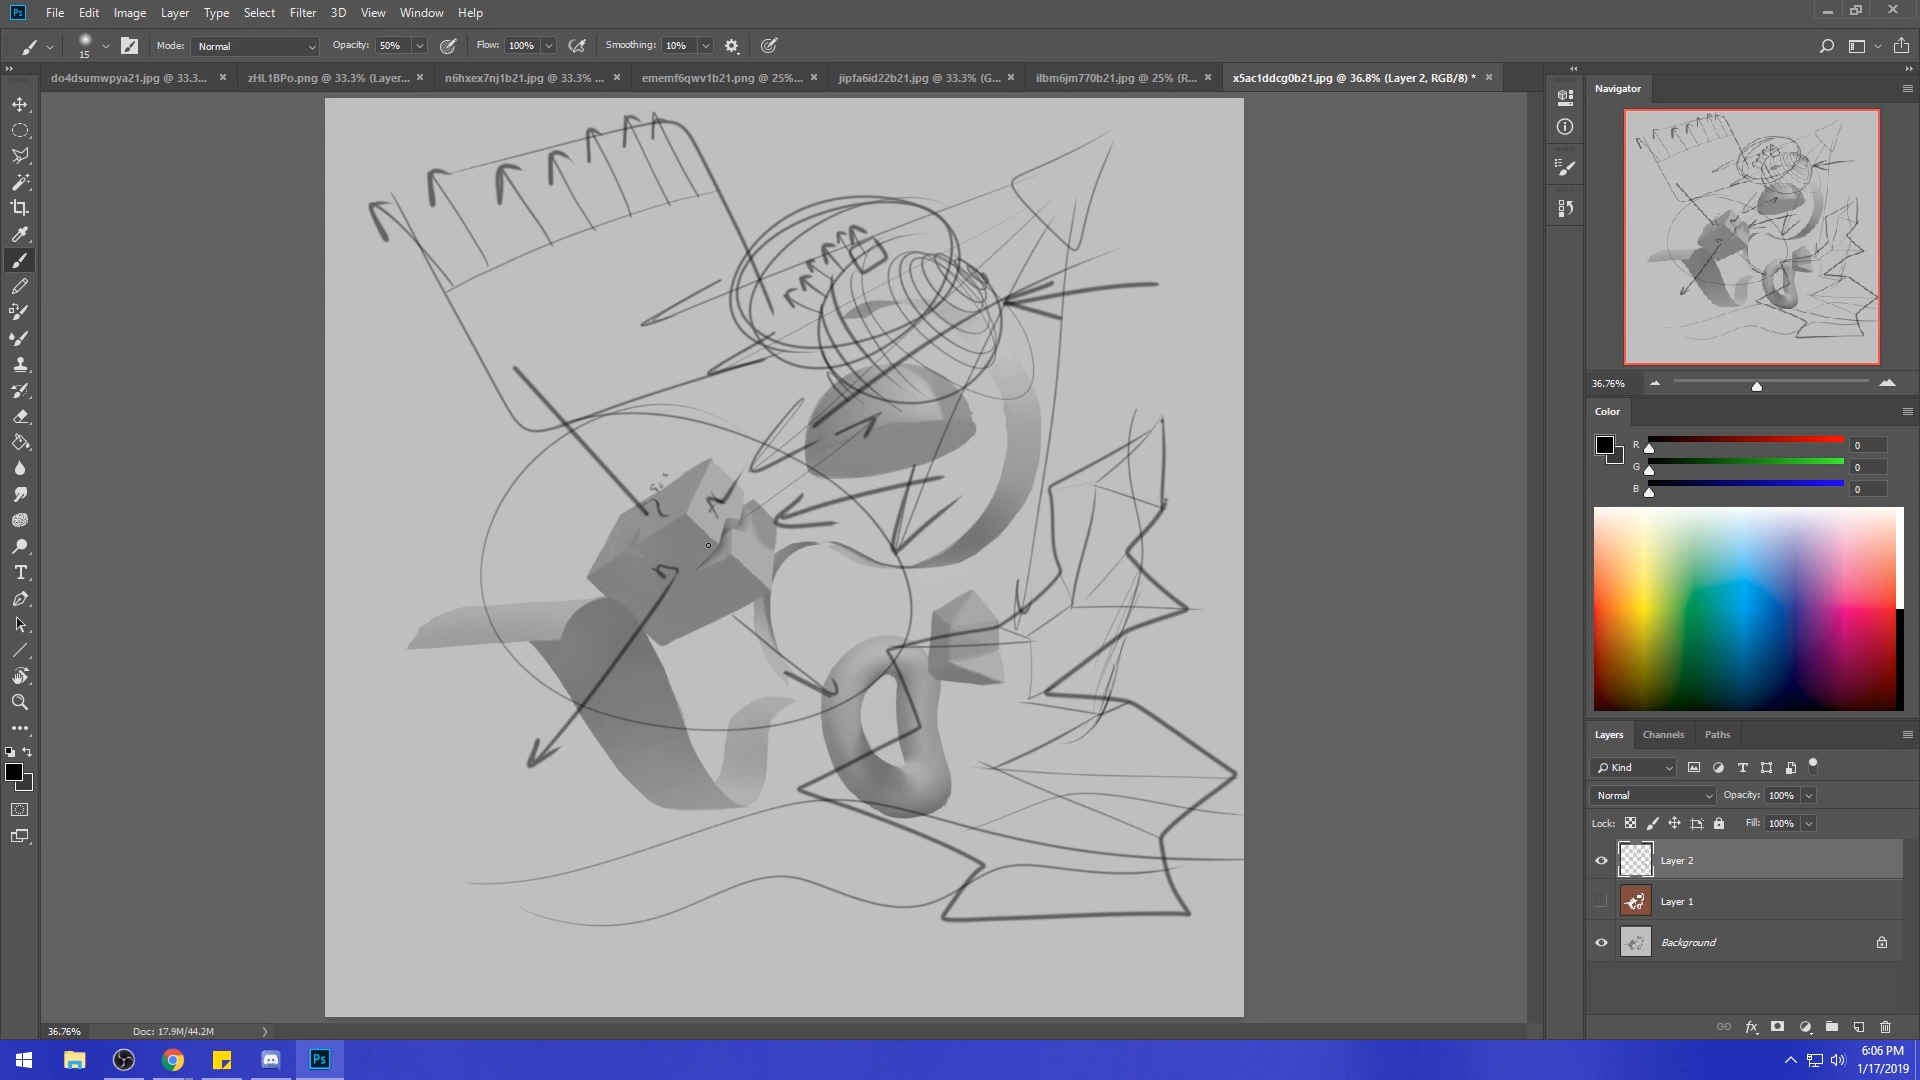 Ps File Edit Image Layer Type Select Filter 3D View Window Help
15 Mode: Normal Opacity: 50% Flow: 100% Smoothing: 10%
do4dsumwpya21.jpg @ 33.3... × zHL1BPo.png @ 33.3% (Layer... × n6hxex7nj1b21.jpg @ 33.3% ... × ememf6qwv1b21.png @ 25%... × jipfa6id22b21.jpg @ 33.3% (G... × ilbm6jm770b21.jpg @ 25% (R... × x5ac1ddcg0b21.jpg @ 36.8% (Layer 2, RGB/8) * ×
Navigator
36.76%
Color
R 0
G 0
B 0
Layers Channels Paths
Kind
Normal Opacity: 100%
Lock: Fill: 100%
Layer 2
Layer 1
Background
fx
36.76% Doc: 17.9M/44.2M
Ps
6:06 PM
1/17/2019